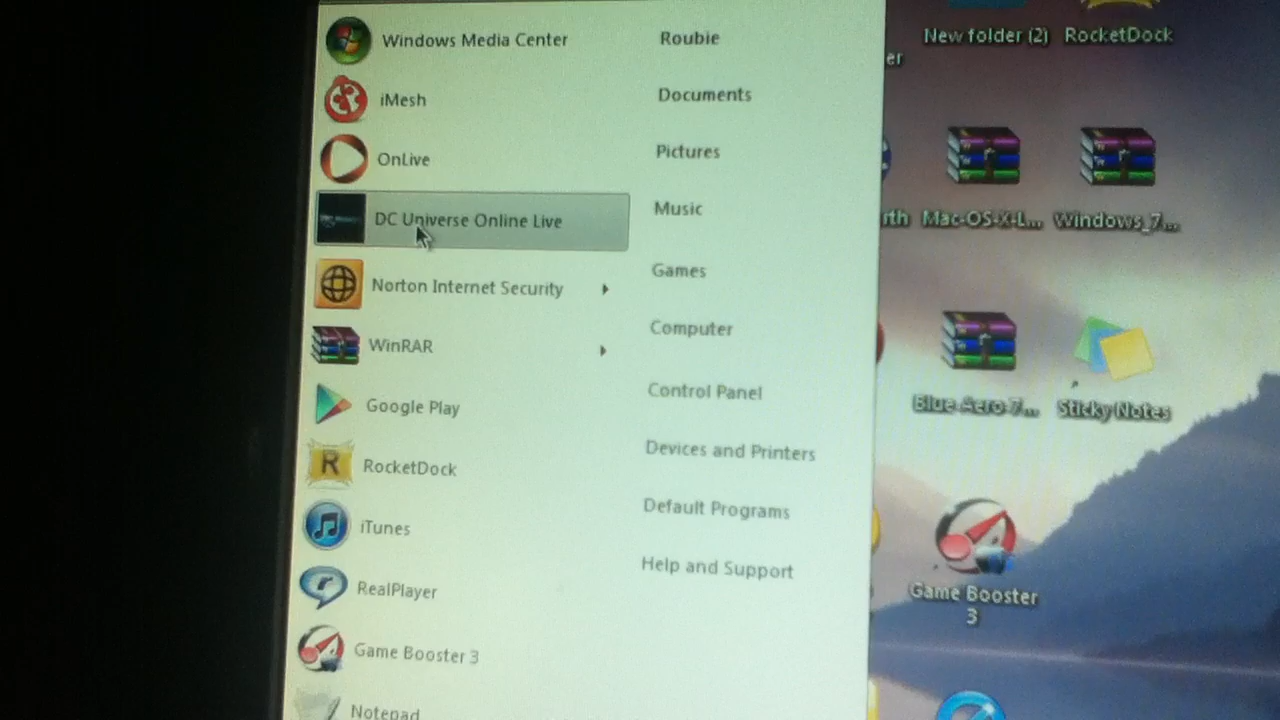 Windows Media Center
iMesh
OnLive
DC Universe Online Live
Norton Internet Security
WinRAR
Google Play
R
RocketDock
iTunes
RealPlayer
Game Booster 3
Notepad
Roubie
Documents
Pictures
Music
Games
Computer
Control Panel
Devices and Printers
Default Programs
Help and Support
New folder (2)
RocketDock
er
rth
Mac-OS-X-L...
Windows_7...
Blue Aero 7...
Sticky Notes
Game Booster
3